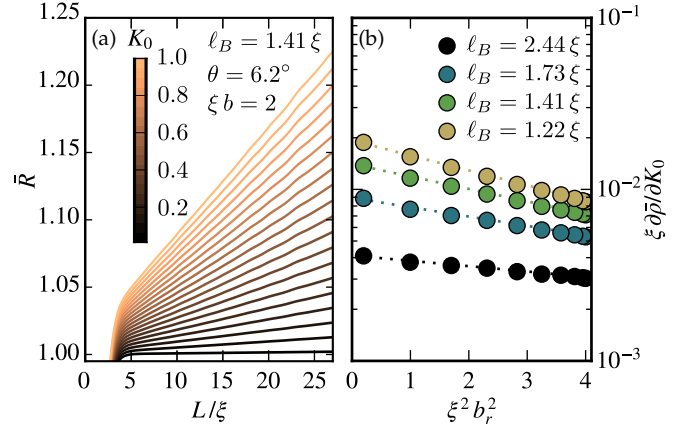 (a) K₀ ℓ_B = 1.41 ξ
θ = 6.2°
ξ b = 2
1.0
0.8
0.6
0.4
0.2
1.25
1.20
1.15
1.10
1.05
1.00
R̄
0 5 10 15 20 25
L/ξ
(b)
ℓ_B = 2.44 ξ
ℓ_B = 1.73 ξ
ℓ_B = 1.41 ξ
ℓ_B = 1.22 ξ
10⁻¹
10⁻²
10⁻³
ξ ∂ρ̄/∂K₀
0 1 2 3 4
ξ² b_r²